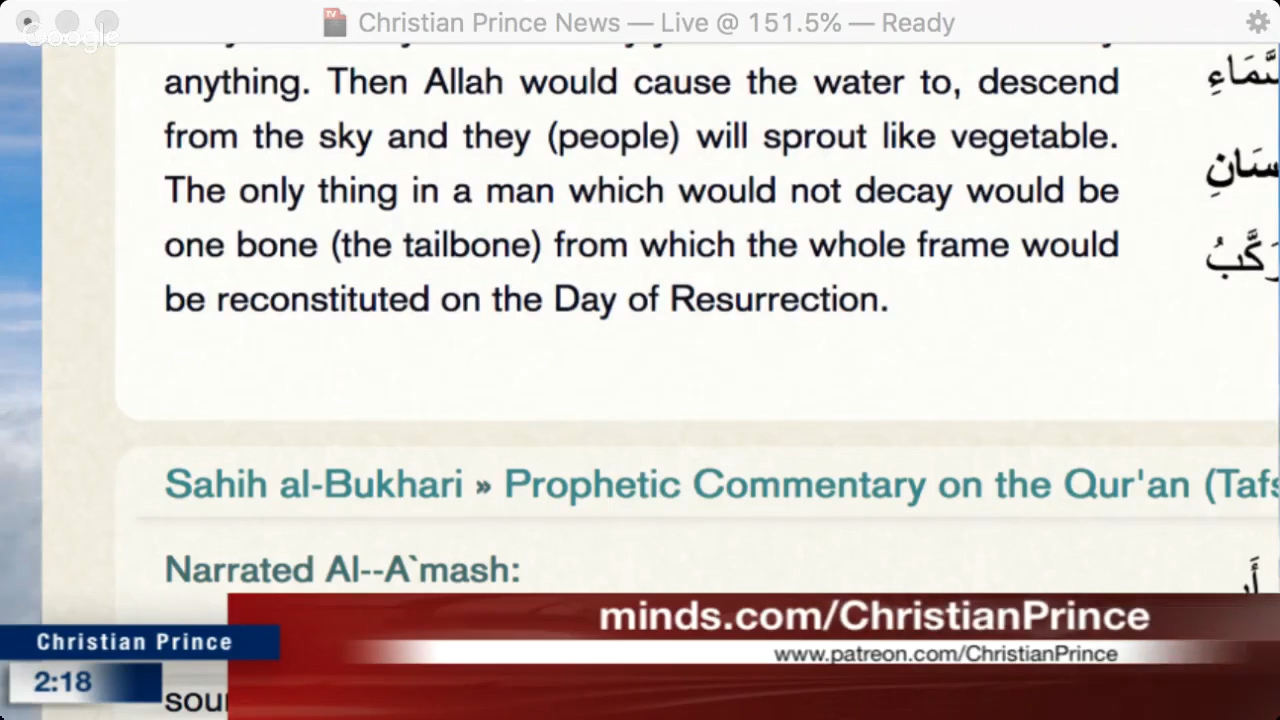 Christian Prince News — Live @ 151.5% — Ready
Google
anything. Then Allah would cause the water to, descend
from the sky and they (people) will sprout like vegetable.
The only thing in a man which would not decay would be
one bone (the tailbone) from which the whole frame would
be reconstituted on the Day of Resurrection.
Sahih al-Bukhari » Prophetic Commentary on the Qur'an (Tafs
Narrated Al--A`mash:
minds.com/ChristianPrince
www.patreon.com/ChristianPrince
Christian Prince
2:18